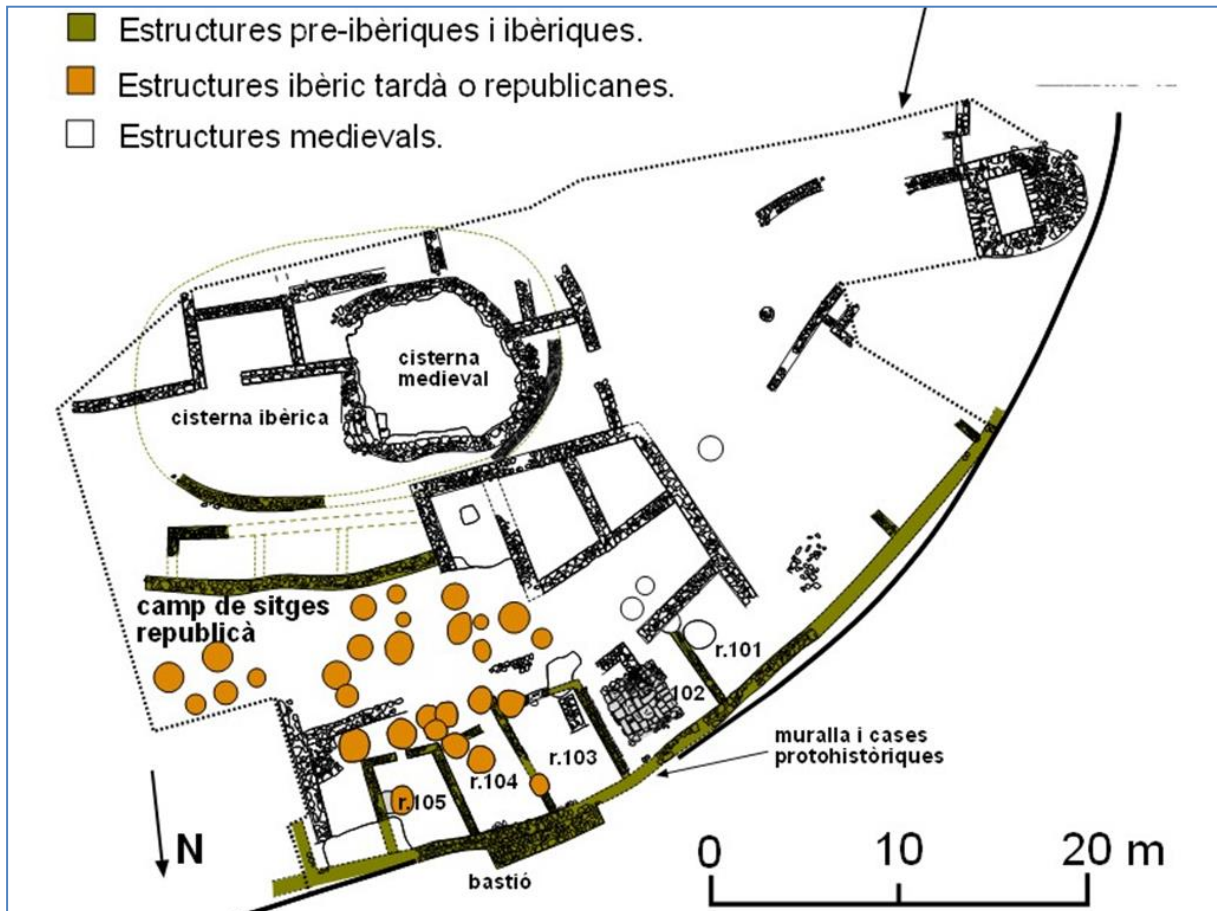 Estructures pre-ibèriques i ibèriques.
Estructures ibèric tardà o republicanes.
Estructures medievals.
cisterna
medieval
cisterna ibèrica
camp de sitges
republicà
r.101
102
r.103
r.104
r.105
muralla i cases
protohistòriques
bastió
N
0 10 20 m